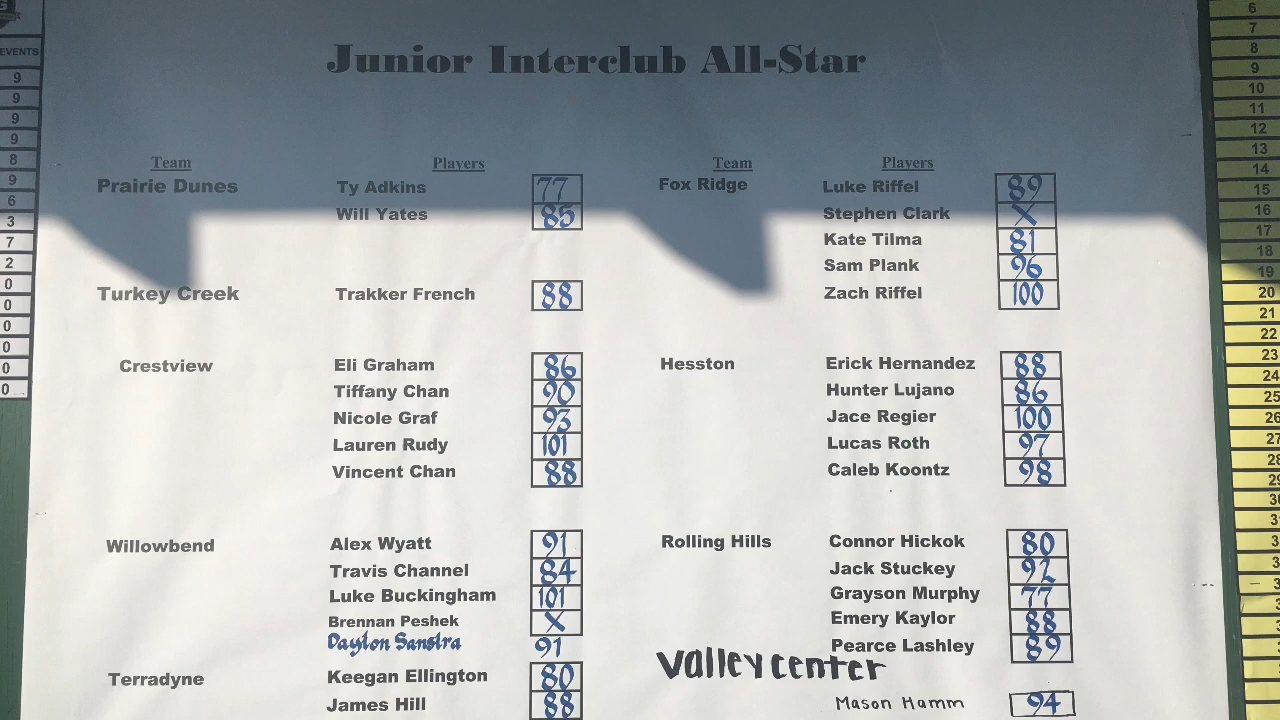 Junior Interclub All-Star
Team Players Team Players
Prairie Dunes Ty Adkins 77 Fox Ridge Luke Riffel 89
Will Yates 85 Stephen Clark X
Kate Tilma 81
Sam Plank 96
Turkey Creek Trakker French 88 Zach Riffel 100
Crestview Eli Graham 86 Hesston Erick Hernandez 88
Tiffany Chan 90 Hunter Lujano 86
Nicole Graf 93 Jace Regier 100
Lauren Rudy 101 Lucas Roth 97
Vincent Chan 88 Caleb Koontz 98
Willowbend Alex Wyatt 91 Rolling Hills Connor Hickok 80
Travis Channel 84 Jack Stuckey 92
Luke Buckingham 101 Grayson Murphy 77
Brennan Peshek X Emery Kaylor 88
Dayton Sanstra 91 Pearce Lashley 89
Valley center
Terradyne Keegan Ellington 80
James Hill 88 Mason Hamm 94
EVENTS
9
9
9
9
8
9
6
3
7
2
0
0
0
0
0
0
6
7
8
9
10
11
12
13
14
15
16
17
18
19
20
21
22
23
24
25
26
27
28
29